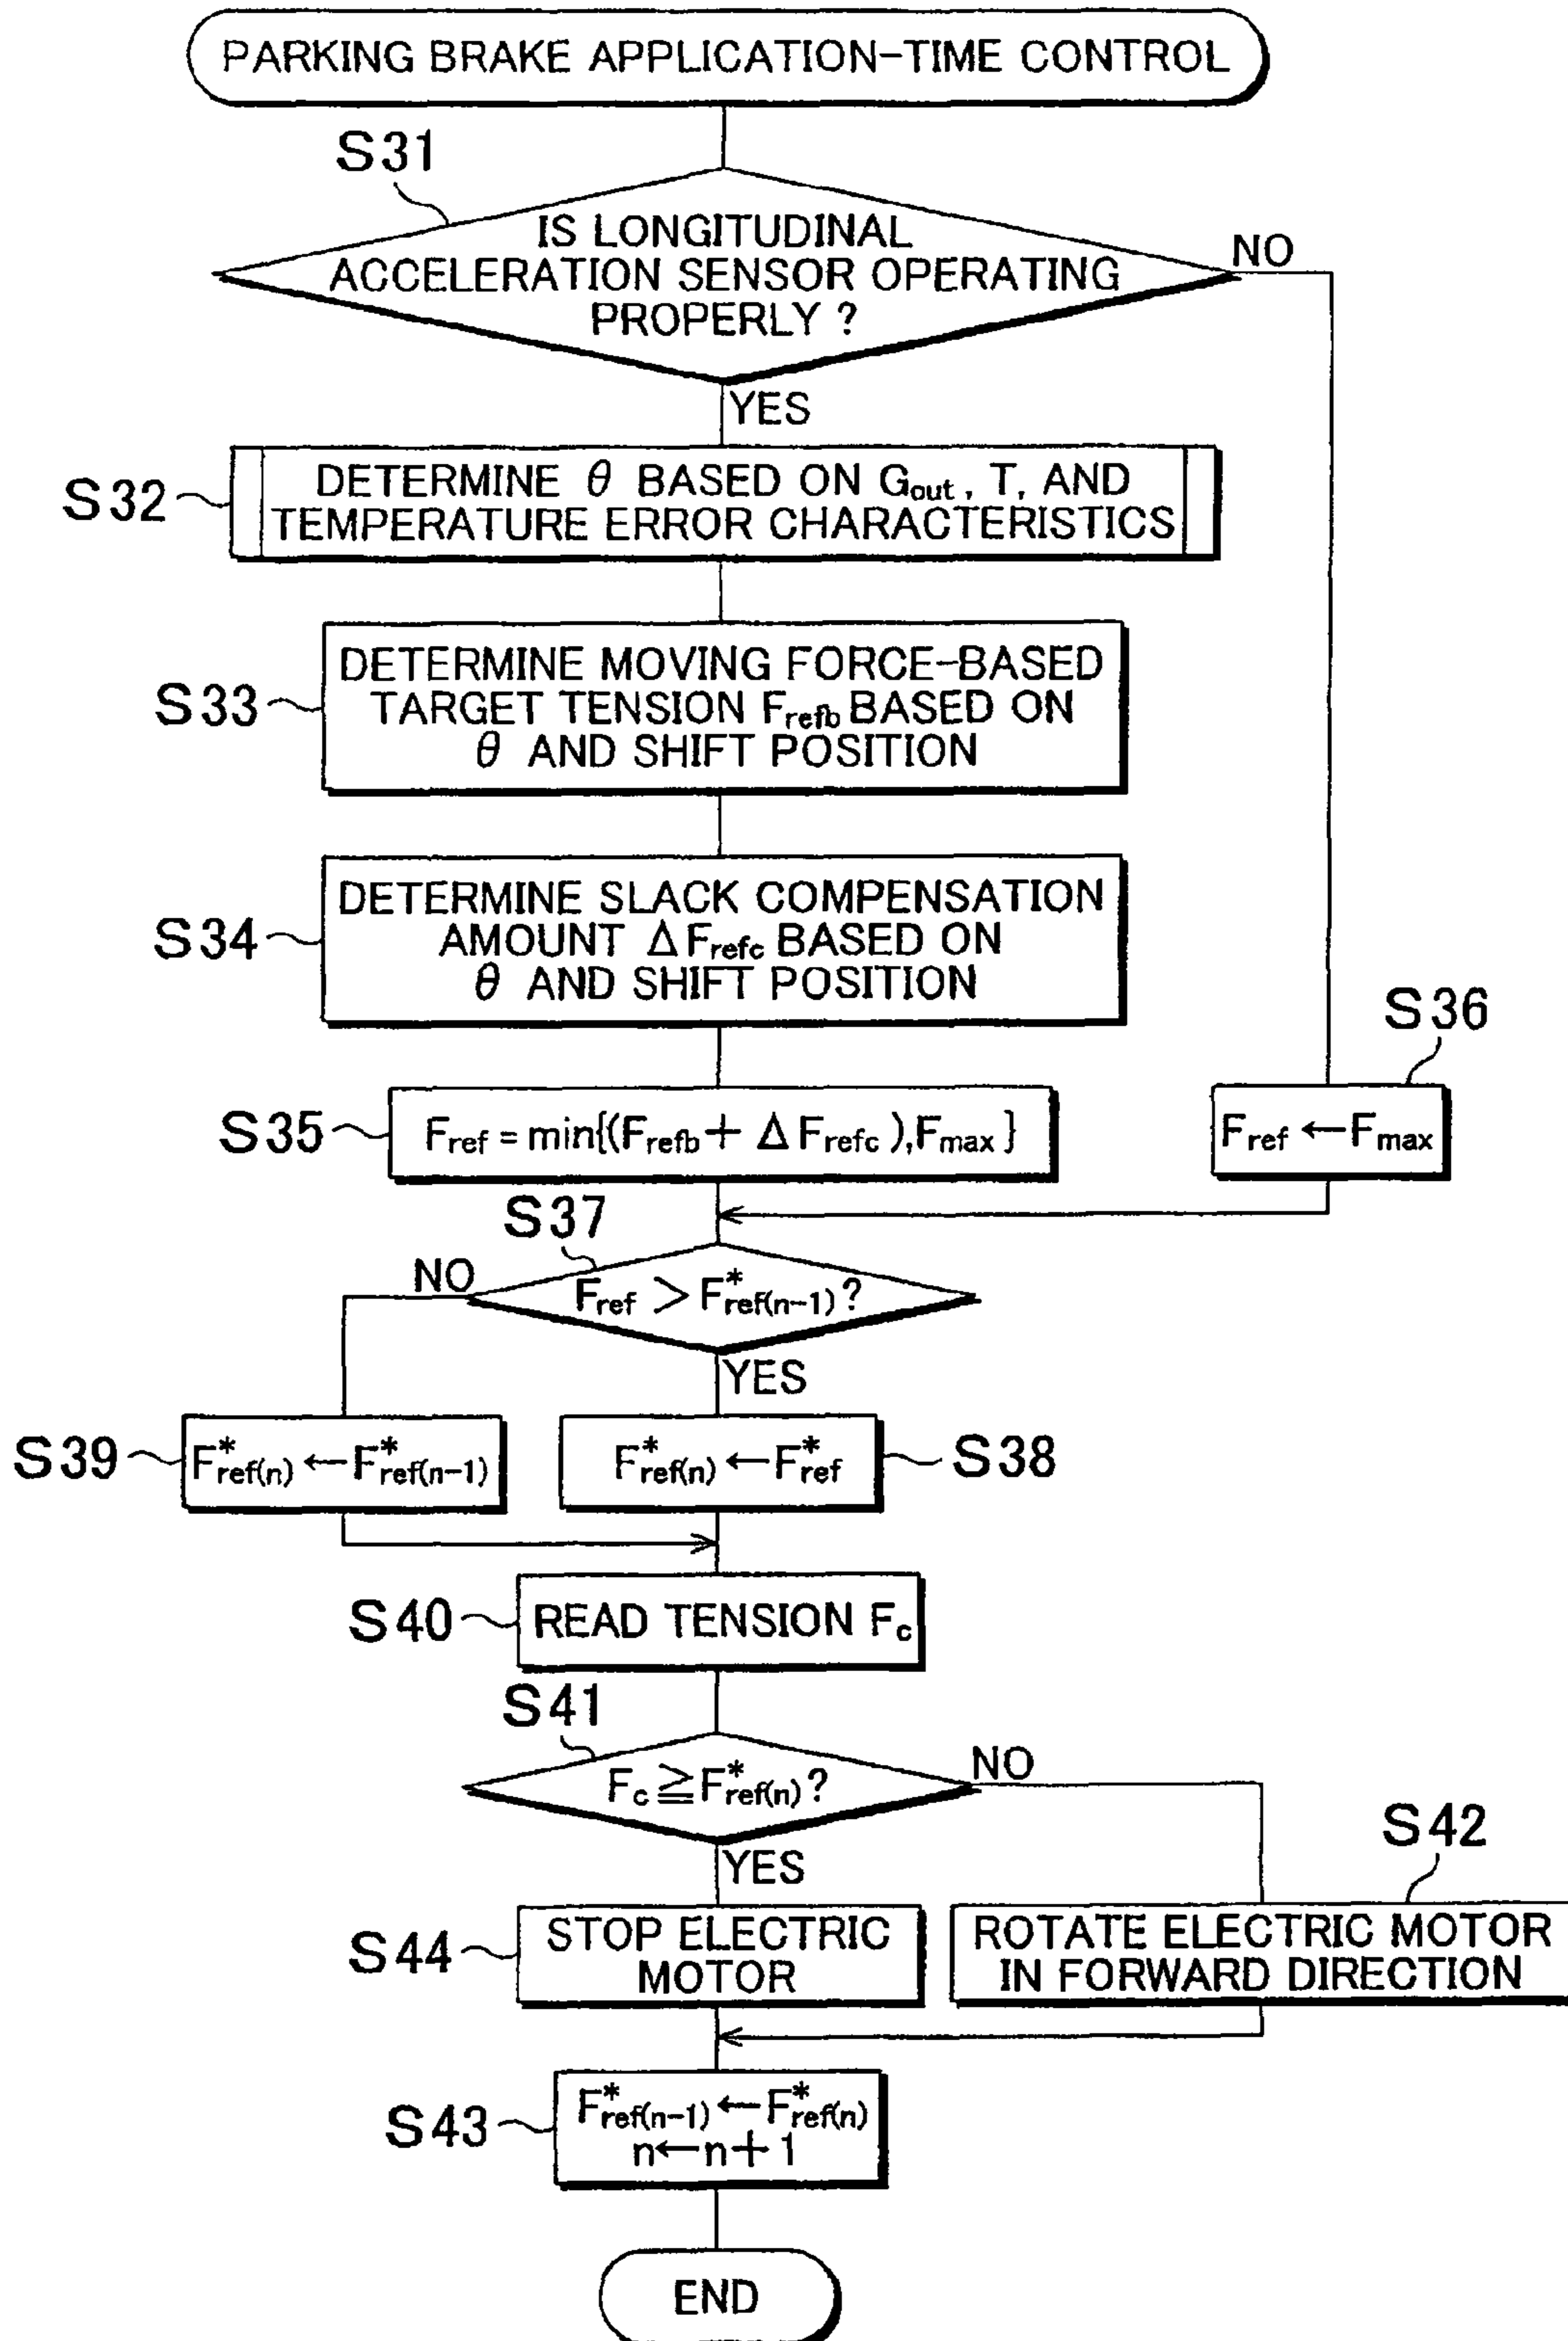 PARKING BRAKE APPLICATION-TIME CONTROL
S31
IS LONGITUDINAL
ACCELERATION SENSOR OPERATING
PROPERLY ?
NO
YES
S32
DETERMINE θ BASED ON Gout, T, AND
TEMPERATURE ERROR CHARACTERISTICS
S33
DETERMINE MOVING FORCE-BASED
TARGET TENSION Frefb BASED ON
θ AND SHIFT POSITION
S34
DETERMINE SLACK COMPENSATION
AMOUNT ΔFrefc BASED ON
θ AND SHIFT POSITION
S35
Fref = min{(Frefb + ΔFrefc),Fmax}
S36
Fref ← Fmax
S37
Fref > F*ref(n-1)?
NO
YES
S39
F*ref(n) ← F*ref(n-1)
F*ref(n) ← F*ref
S38
S40
READ TENSION Fc
S41
Fc ≧ F*ref(n)?
NO
YES
S42
S44
STOP ELECTRIC
MOTOR
ROTATE ELECTRIC MOTOR
IN FORWARD DIRECTION
S43
F*ref(n-1) ← F*ref(n)
n←n+1
END